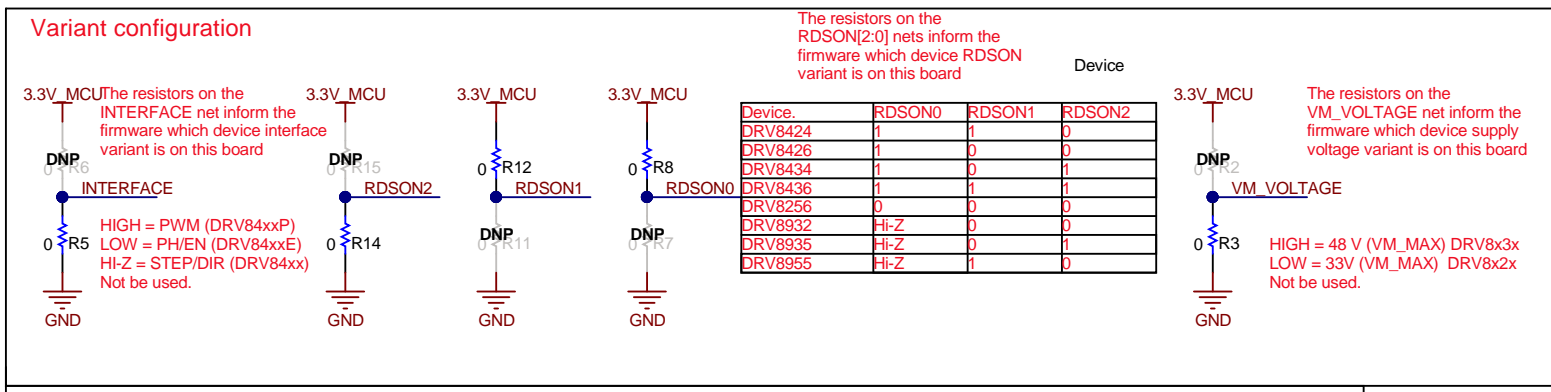 Variant configuration
The resistors on the
RDSON[2:0] nets inform the
firmware which device RDSON
variant is on this board
Device
3.3V_MCU
The resistors on the
INTERFACE net inform the
firmware which device interface
variant is on this board
DNP
0 R6
INTERFACE
0 R5
HIGH = PWM (DRV84xxP)
LOW = PH/EN (DRV84xxE)
HI-Z = STEP/DIR (DRV84xx)
Not be used.
GND
3.3V_MCU
DNP
0 R15
RDSON2
0 R14
GND
3.3V_MCU
0 R12
RDSON1
DNP
0 R11
GND
3.3V_MCU
0 R8
RDSON0
DNP
0 R7
GND
Device. RDSON0 RDSON1 RDSON2
DRV8424 1 1 0
DRV8426 1 0 0
DRV8434 1 0 1
DRV8436 1 1 1
DRV8256 0 0 0
DRV8932 Hi-Z 0 0
DRV8935 Hi-Z 0 1
DRV8955 Hi-Z 1 0
3.3V_MCU
DNP
0 R2
VM_VOLTAGE
0 R3
GND
The resistors on the
VM_VOLTAGE net inform the
firmware which device supply
voltage variant is on this board
HIGH = 48 V (VM_MAX) DRV8x3x
LOW = 33V (VM_MAX) DRV8x2x
Not be used.